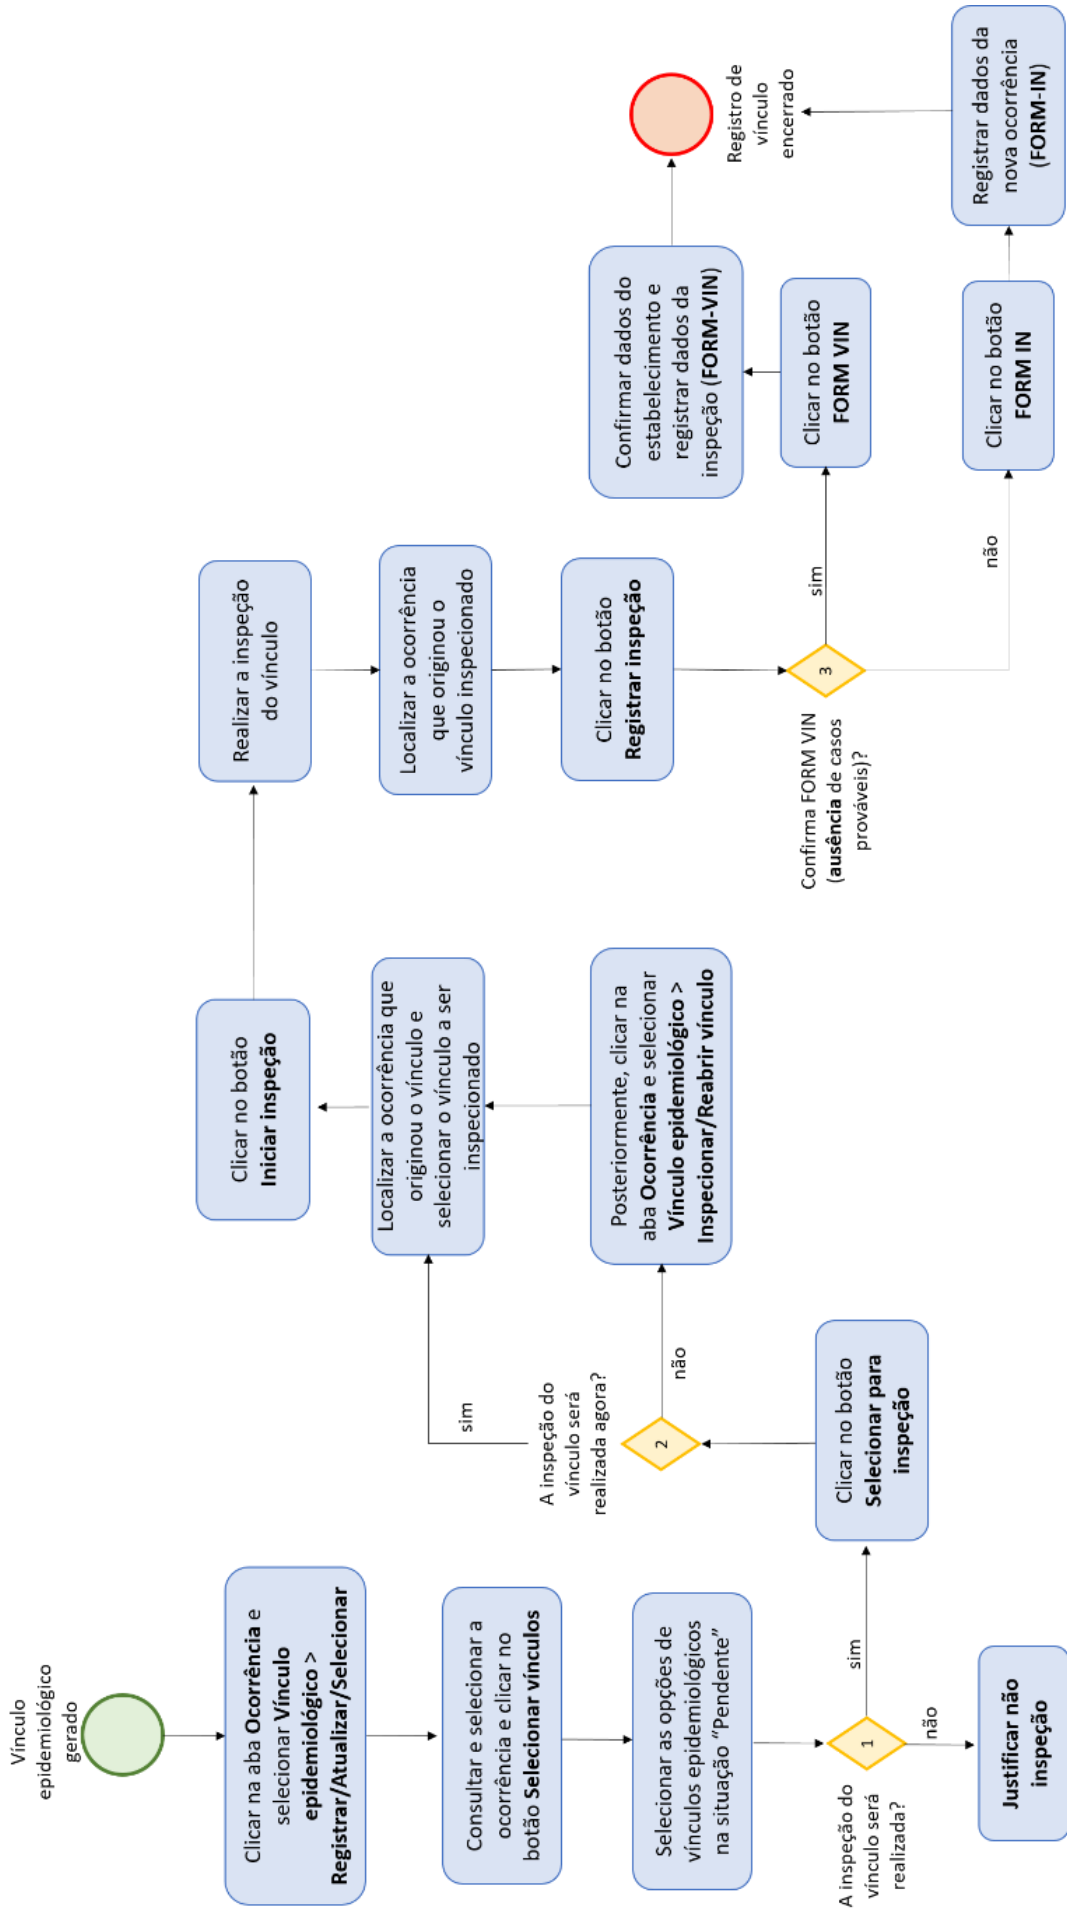 Vínculo
epidemiológico
gerado
Clicar na aba Ocorrência e
selecionar Vínculo
epidemiológico >
Registrar/Atualizar/Selecionar
Consultar e selecionar a
ocorrência e clicar no
botão Selecionar vínculos
Selecionar as opções de
vínculos epidemiológicos
na situação “Pendente”
1
A inspeção do
vínculo será
realizada?
sim
não
Justificar não
inspeção
Clicar no botão
Selecionar para
inspeção
2
A inspeção do
vínculo será
realizada agora?
sim
não
Posteriormente, clicar na
aba Ocorrência e selecionar
Vínculo epidemiológico >
Inspecionar/Reabrir vínculo
Localizar a ocorrência que
originou o vínculo e
selecionar o vínculo a ser
inspecionado
Clicar no botão
Iniciar inspeção
Realizar a inspeção
do vínculo
Localizar a ocorrência
que originou o
vínculo inspecionado
Clicar no botão
Registrar inspeção
3
Confirma FORM VIN
(ausência de casos
prováveis)?
sim
não
Clicar no botão
FORM VIN
Confirmar dados do
estabelecimento e
registrar dados da
inspeção (FORM-VIN)
Clicar no botão
FORM IN
Registrar dados da
nova ocorrência
(FORM-IN)
Registro de
vínculo
encerrado